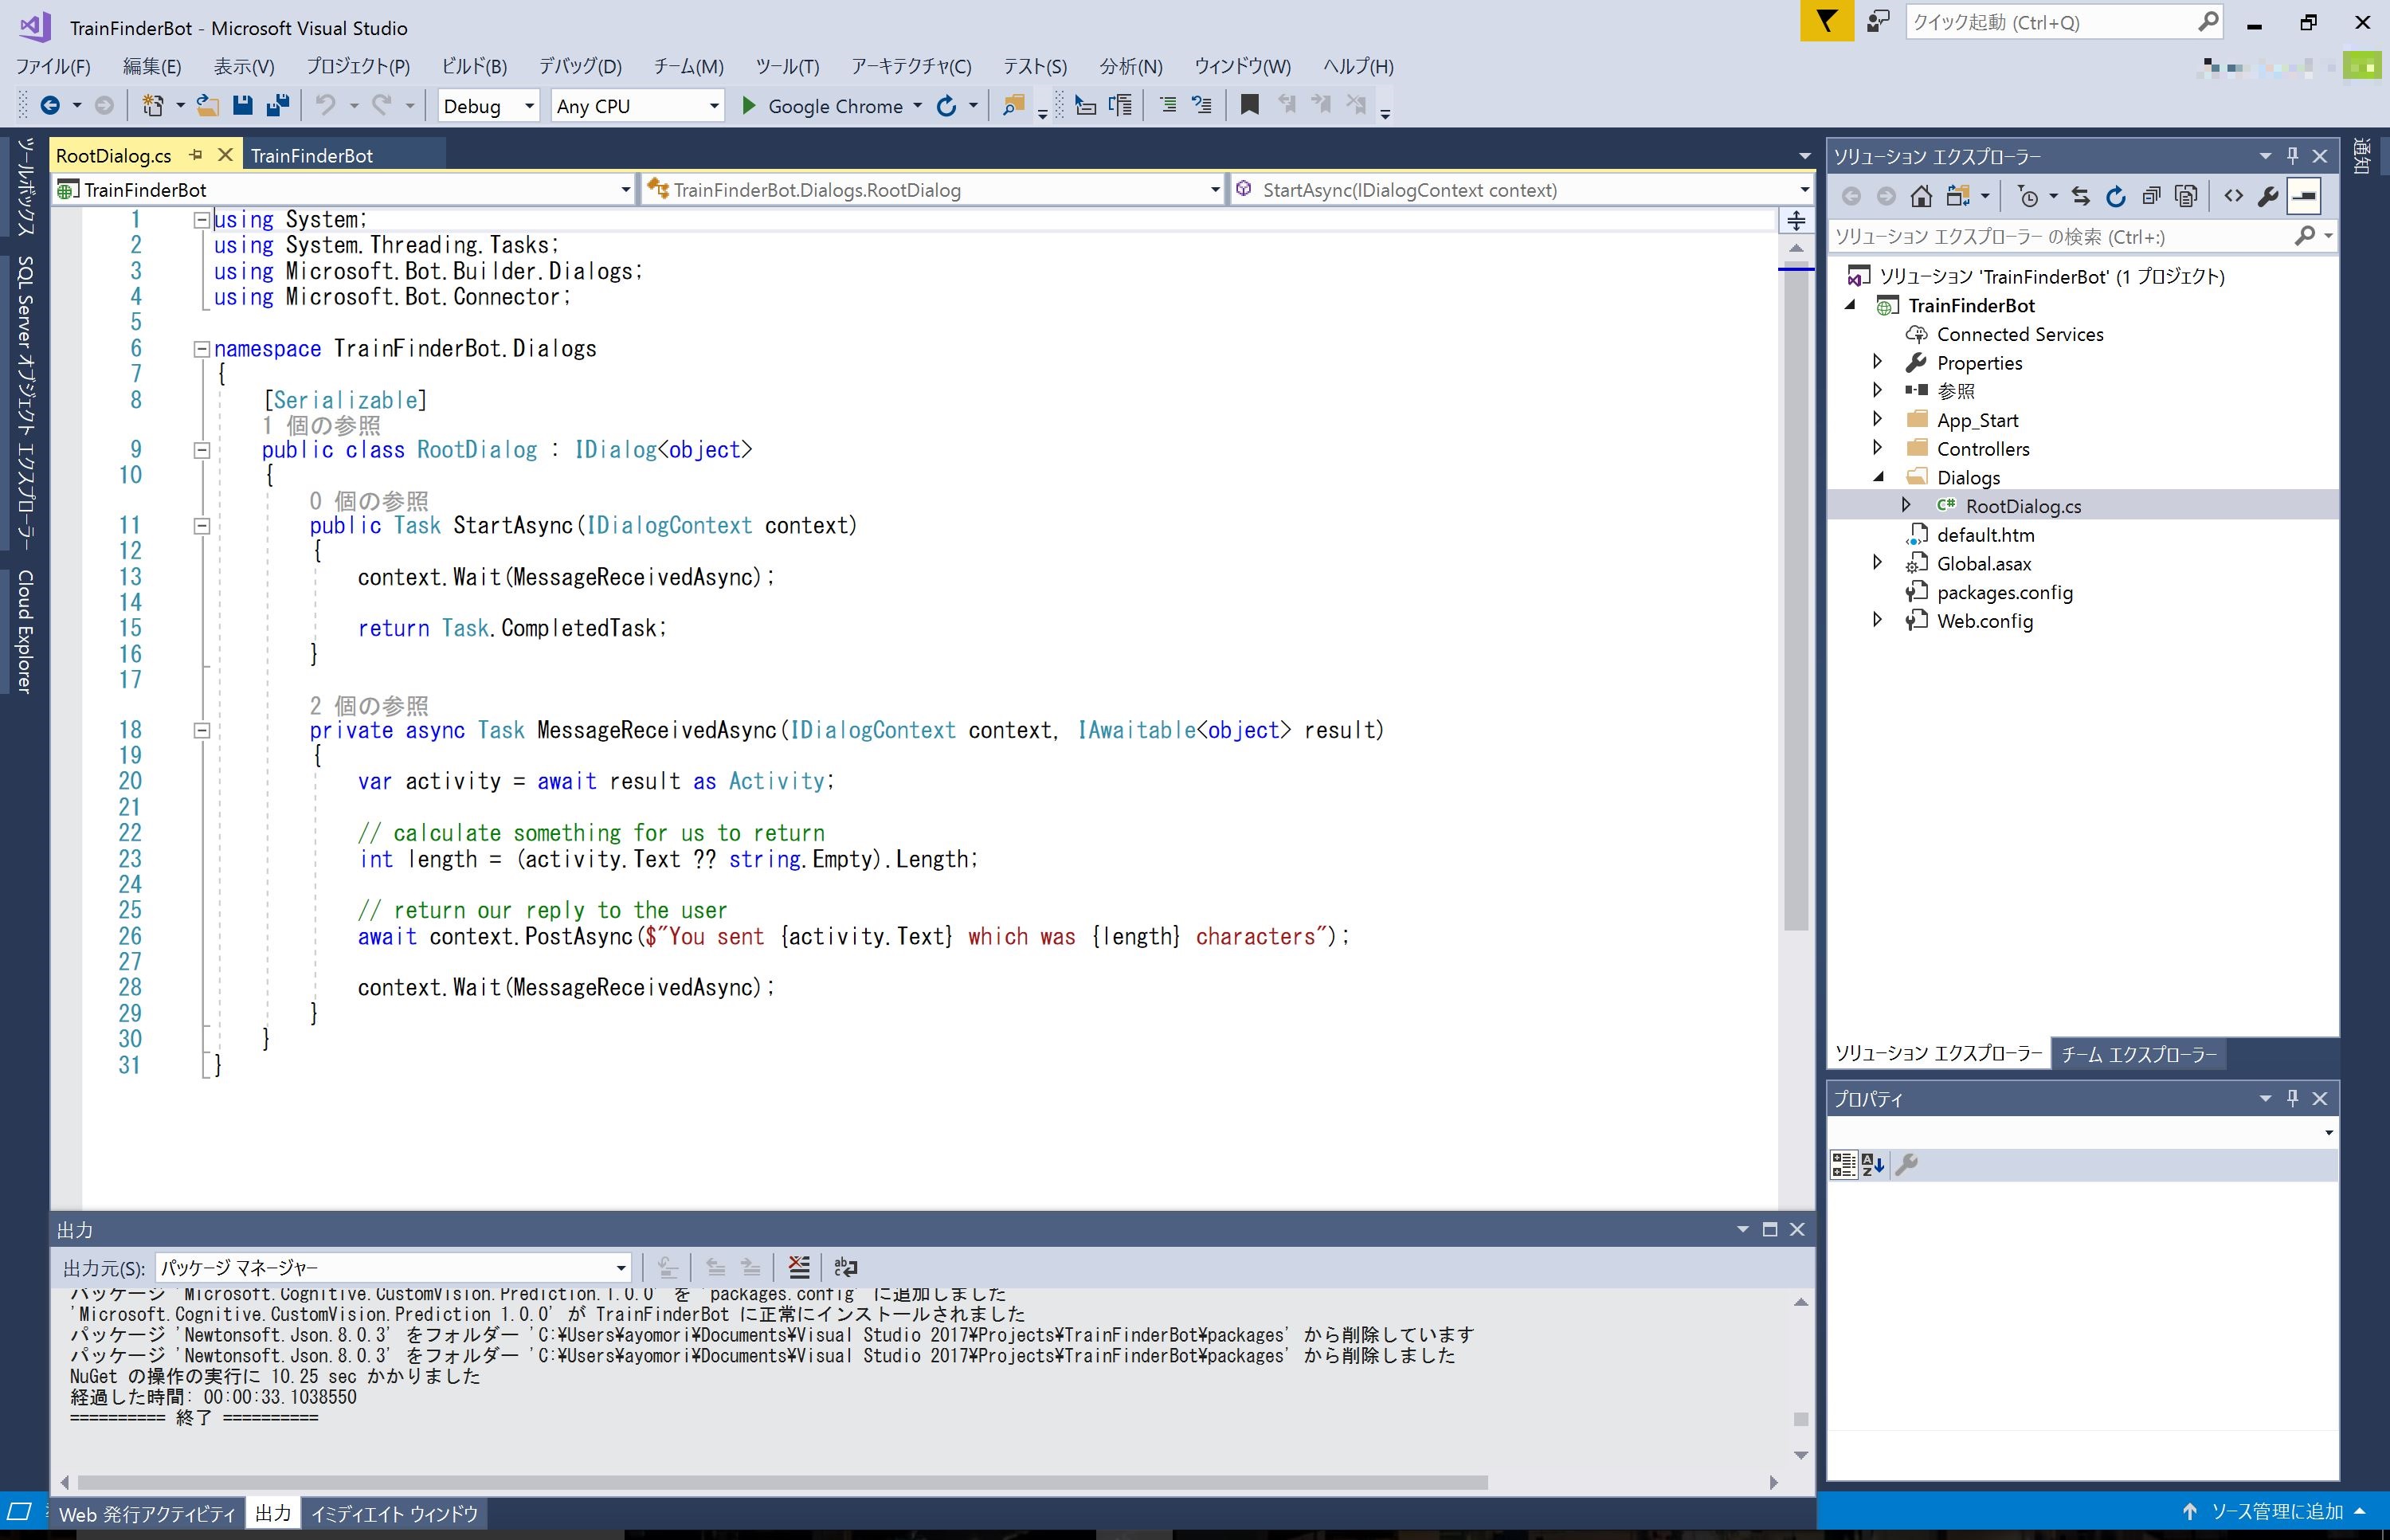 TrainFinderBot - Microsoft Visual Studio
クイック起動 (Ctrl+Q)
ファイル(F) 編集(E) 表示(V) プロジェクト(P) ビルド(B) デバッグ(D) チーム(M) ツール(T) アーキテクチャ(C) テスト(S) 分析(N) ウィンドウ(W) ヘルプ(H)
Debug Any CPU Google Chrome
ツールボックス
SQL Server オブジェクト エクスプローラー
Cloud Explorer
RootDialog.cs TrainFinderBot
TrainFinderBot TrainFinderBot.Dialogs.RootDialog StartAsync(IDialogContext context)
1 using System;
2 using System.Threading.Tasks;
3 using Microsoft.Bot.Builder.Dialogs;
4 using Microsoft.Bot.Connector;
5
6 namespace TrainFinderBot.Dialogs
7 {
8 [Serializable]
1 個の参照
9 public class RootDialog : IDialog<object>
10 {
0 個の参照
11 public Task StartAsync(IDialogContext context)
12 {
13 context.Wait(MessageReceivedAsync);
14
15 return Task.CompletedTask;
16 }
17
2 個の参照
18 private async Task MessageReceivedAsync(IDialogContext context, IAwaitable<object> result)
19 {
20 var activity = await result as Activity;
21
22 // calculate something for us to return
23 int length = (activity.Text ?? string.Empty).Length;
24
25 // return our reply to the user
26 await context.PostAsync($"You sent {activity.Text} which was {length} characters");
27
28 context.Wait(MessageReceivedAsync);
29 }
30 }
31 }
出力
出力元(S): パッケージ マネージャー
パッケージ 'Microsoft.Cognitive.CustomVision.Prediction.1.0.0' を 'packages.config' に追加しました
'Microsoft.Cognitive.CustomVision.Prediction 1.0.0' が TrainFinderBot に正常にインストールされました
パッケージ 'Newtonsoft.Json.8.0.3' をフォルダー 'C:¥Users¥ayomori¥Documents¥Visual Studio 2017¥Projects¥TrainFinderBot¥packages' から削除しています
パッケージ 'Newtonsoft.Json.8.0.3' をフォルダー 'C:¥Users¥ayomori¥Documents¥Visual Studio 2017¥Projects¥TrainFinderBot¥packages' から削除しました
NuGet の操作の実行に 10.25 sec かかりました
経過した時間: 00:00:33.1038550
========== 終了 ==========
Web 発行アクティビティ 出力 イミディエイト ウィンドウ
ソリューション エクスプローラー
ソリューション エクスプローラー の検索 (Ctrl+:)
ソリューション 'TrainFinderBot' (1 プロジェクト)
TrainFinderBot
Connected Services
Properties
参照
App_Start
Controllers
Dialogs
C# RootDialog.cs
default.htm
Global.asax
packages.config
Web.config
ソリューション エクスプローラー チーム エクスプローラー
プロパティ
通知
ソース管理に追加